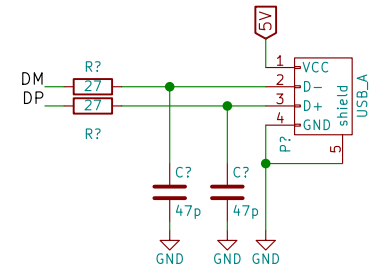 5V
R?
DM
27
DP
27
R?
1
VCC
2
D-
3
D+
4
GND
shield
USB_A
P?
5
C?
47p
C?
47p
GND
GND
GND